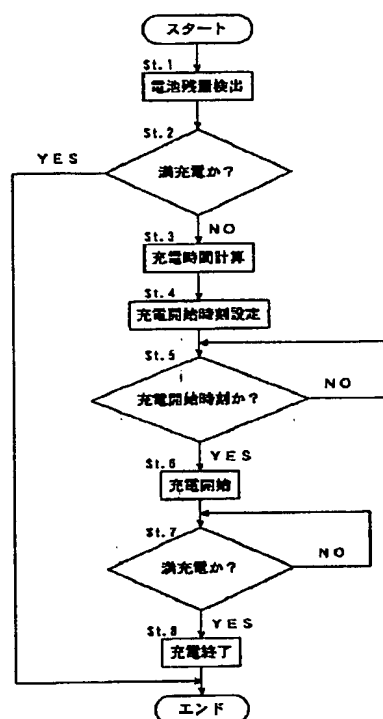 スタート
St.1
電池残量検出
St.2
YES
満充電か?
NO
St.3
充電時間計算
St.4
充電開始時刻設定
St.5
充電開始時刻か?
NO
YES
St.6
充電開始
St.7
満充電か?
NO
YES
St.8
充電終了
エンド